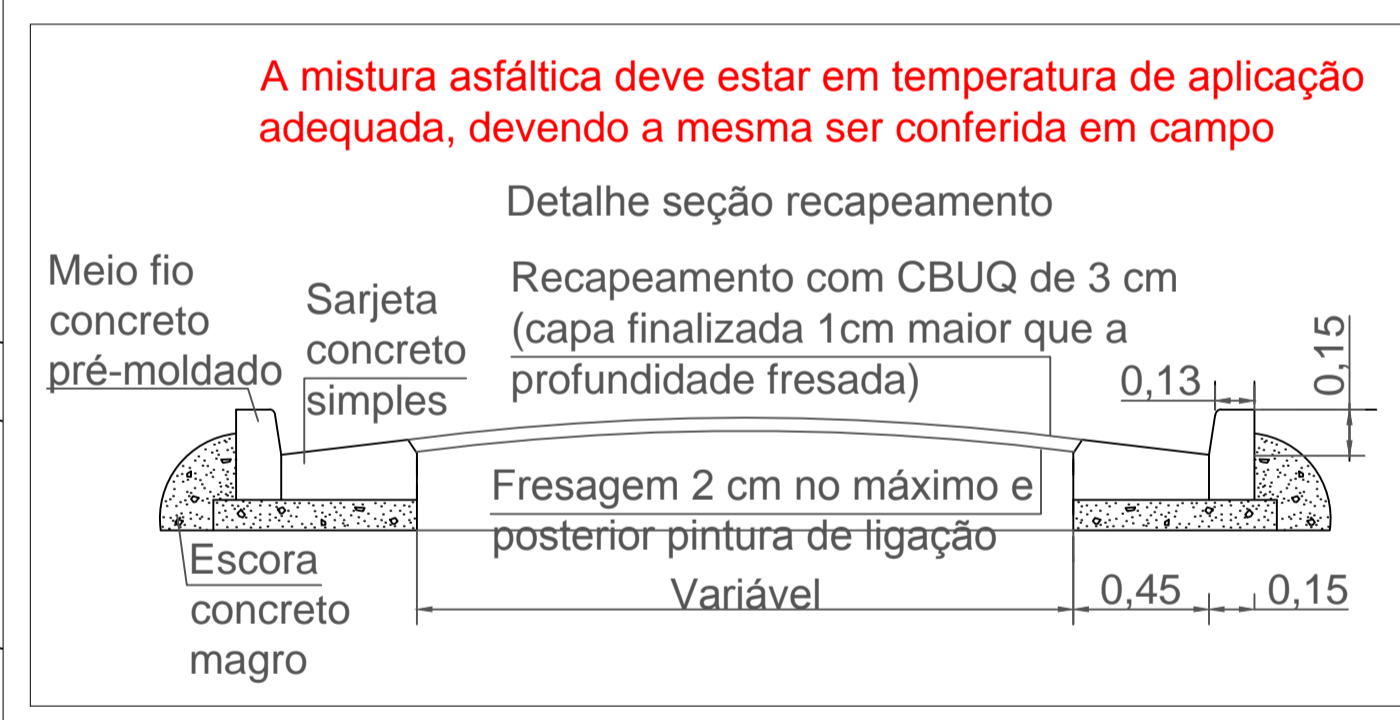 A mistura asfáltica deve estar em temperatura de aplicação
adequada, devendo a mesma ser conferida em campo
Detalhe seção recapeamento
Meio fio
concreto
pré-moldado
Sarjeta
concreto
simples
Recapeamento com CBUQ de 3 cm
(capa finalizada 1cm maior que a
profundidade fresada)
0,13
0,15
Fresagem 2 cm no máximo e
posterior pintura de ligação
Escora
concreto
magro
Variável
0,45
0,15